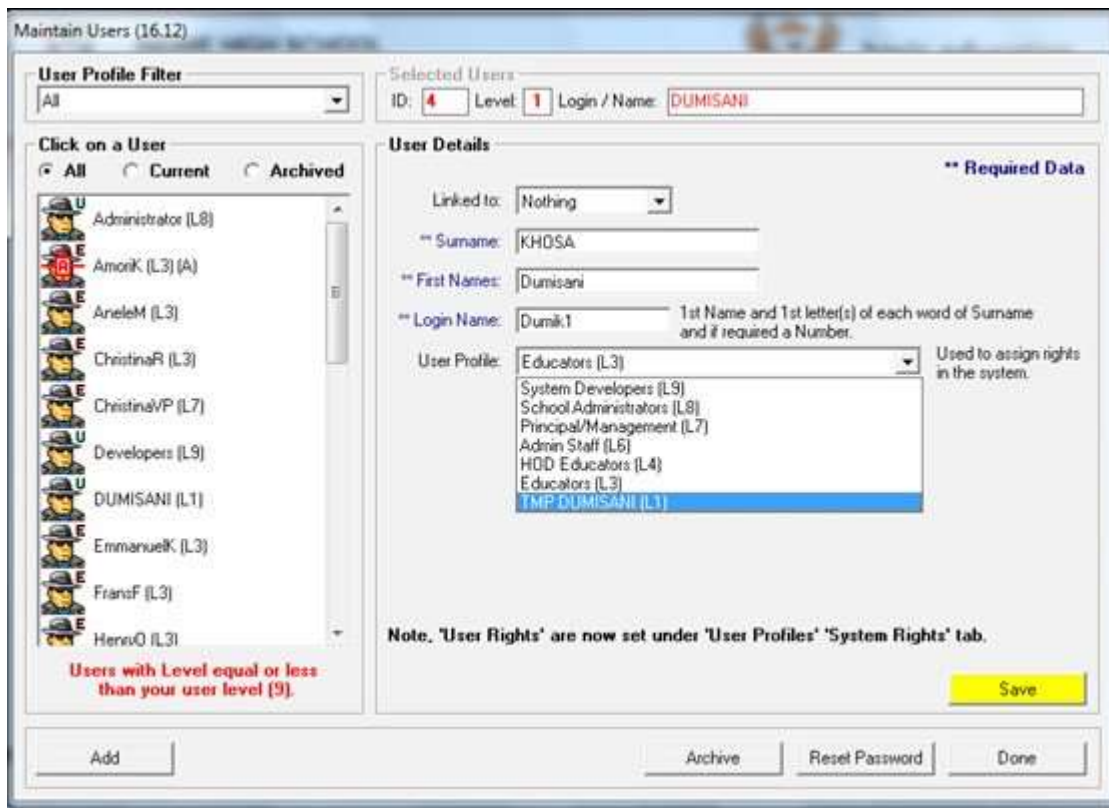 Maintain Users (16.12)
User Profile Filter
All
Selected Users
ID: 4 Level: 1 Login / Name: DUMISANI
Click on a User
All Current Archived
U
Administrator (L8)
E
A
AmoriK (L3) (A)
E
AneleM (L3)
E
ChristinaR (L3)
E
ChristinaVP (L7)
U
Developers (L9)
U
DUMISANI (L1)
E
EmmanuelK (L3)
E
FransF (L3)
E
HenruO (L3)
Users with Level equal or less
than your user level (9).
User Details
** Required Data
Linked to: Nothing
** Surname: KHOSA
** First Names: Dumisani
** Login Name: Dumik1
1st Name and 1st letter(s) of each word of Surname
and if required a Number.
User Profile: Educators (L3)
Used to assign rights
in the system.
System Developers (L9)
School Administrators (L8)
Principal/Management (L7)
Admin Staff (L6)
HOD Educators (L4)
Educators (L3)
TMP DUMISANI (L1)
Note, 'User Rights' are now set under 'User Profiles' 'System Rights' tab.
Save
Add
Archive
Reset Password
Done